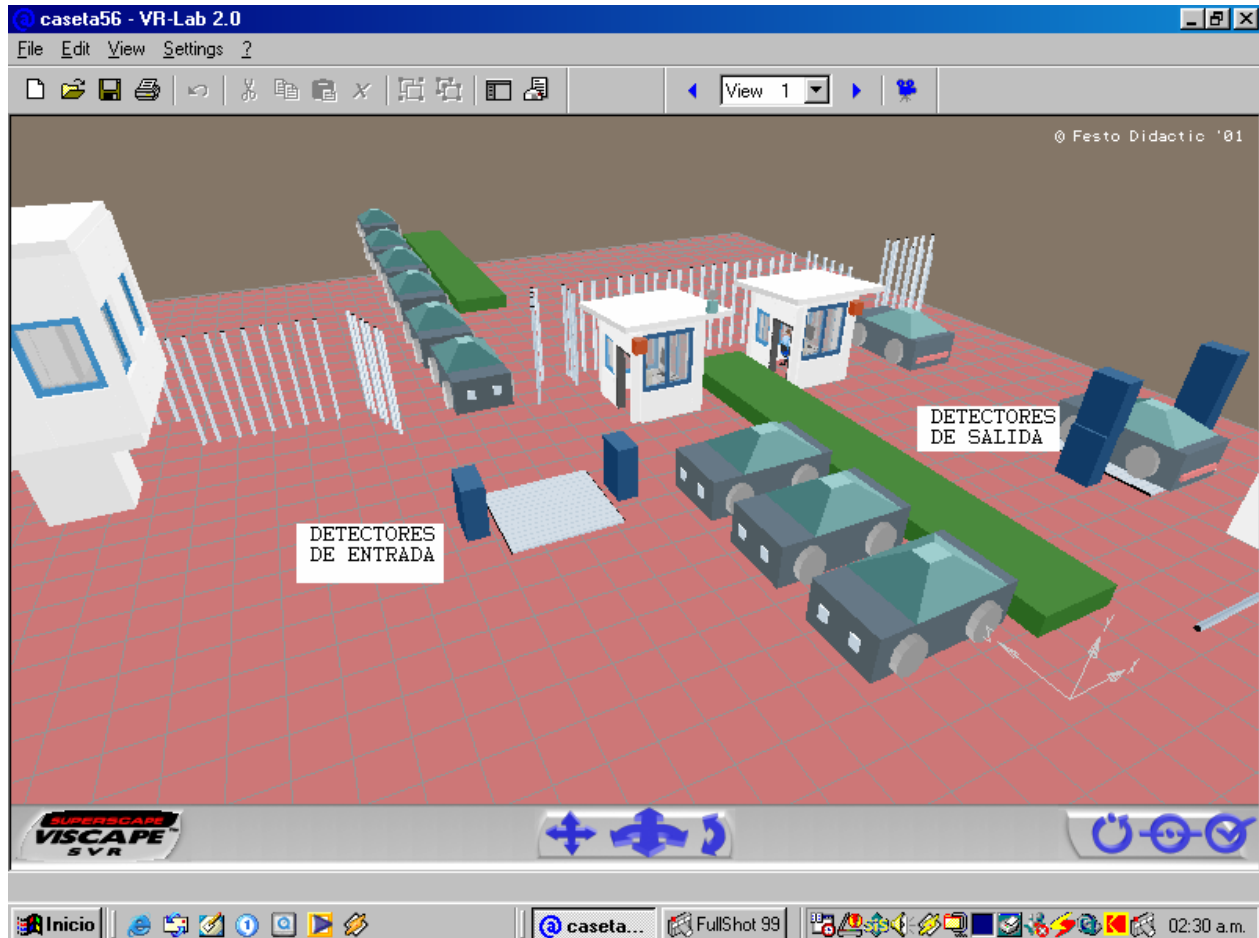 caseta56 - VR-Lab 2.0
File Edit View Settings ?
View 1
@ Festo Didactic '01
DETECTORES
DE SALIDA
DETECTORES
DE ENTRADA
SUPERSCAPE
VISCAPE™
SVR
Inicio
caseta...
FullShot 99
02:30 a.m.